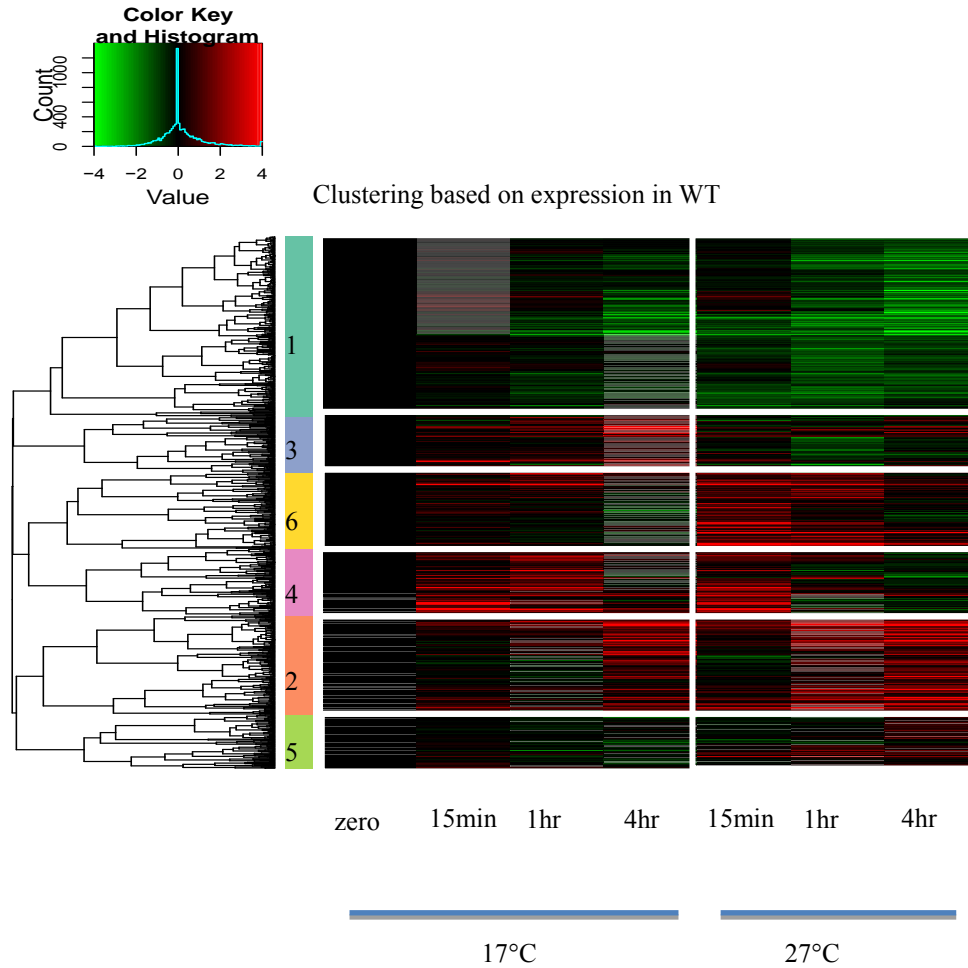 Color Key
and Histogram
Count
0 400 1000
−4 −2 0 2 4
Value
Clustering based on expression in WT
1
3
6
4
2
5
zero 15min 1hr 4hr 15min 1hr 4hr
17°C 27°C